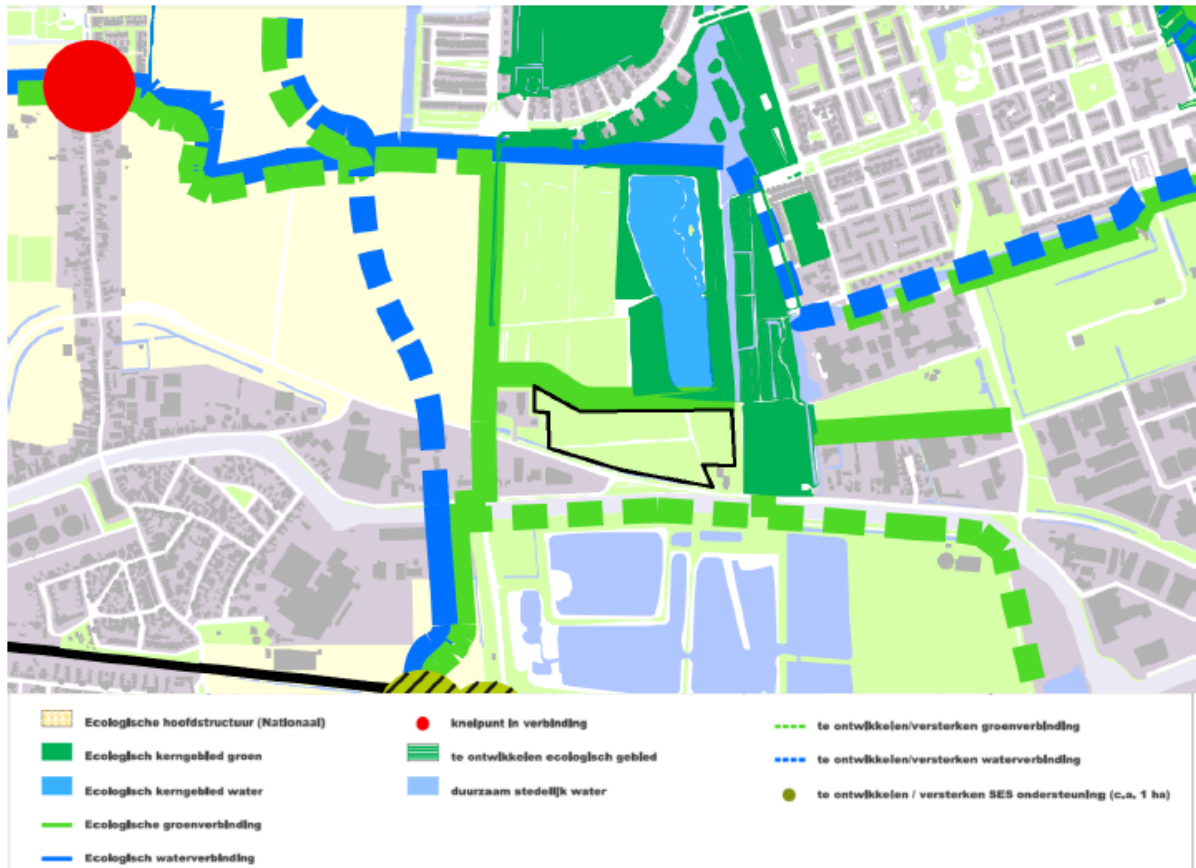 Ecologische hoofdstructuur (Nationaal)
Ecologisch kerngebied groen
Ecologisch kerngebied water
Ecologische groenverbinding
Ecologisch waterverbinding
knelpunt in verbinding
te ontwikkelen ecologisch gebied
duurzaam stedelijk water
te ontwikkelen/versterken groenverbinding
te ontwikkelen/versterken waterverbinding
te ontwikkelen / versterken SES ondersteuning (c.a. 1 ha)